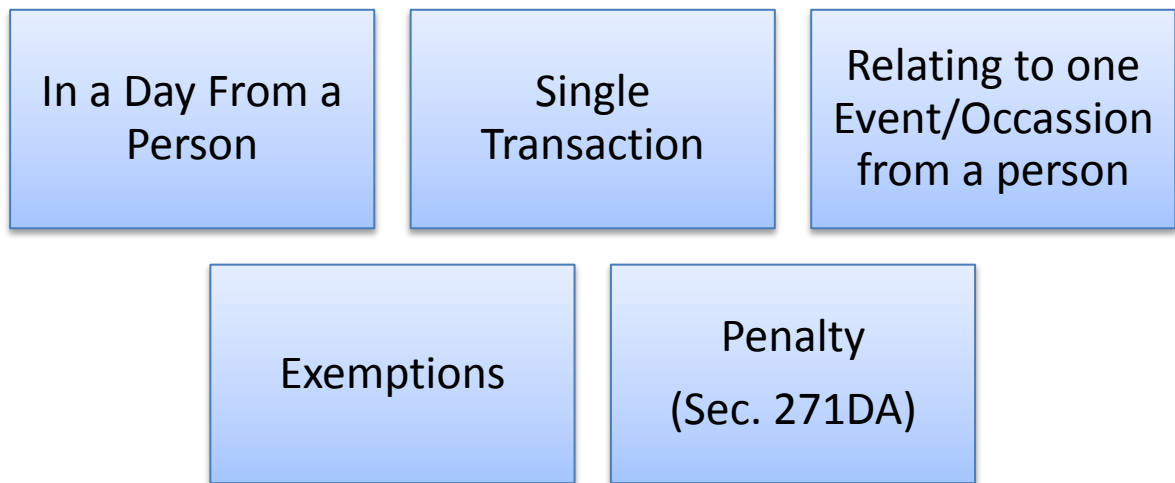 In a Day From a
Person
Single
Transaction
Relating to one
Event/Occassion
from a person
Exemptions
Penalty
(Sec. 271DA)